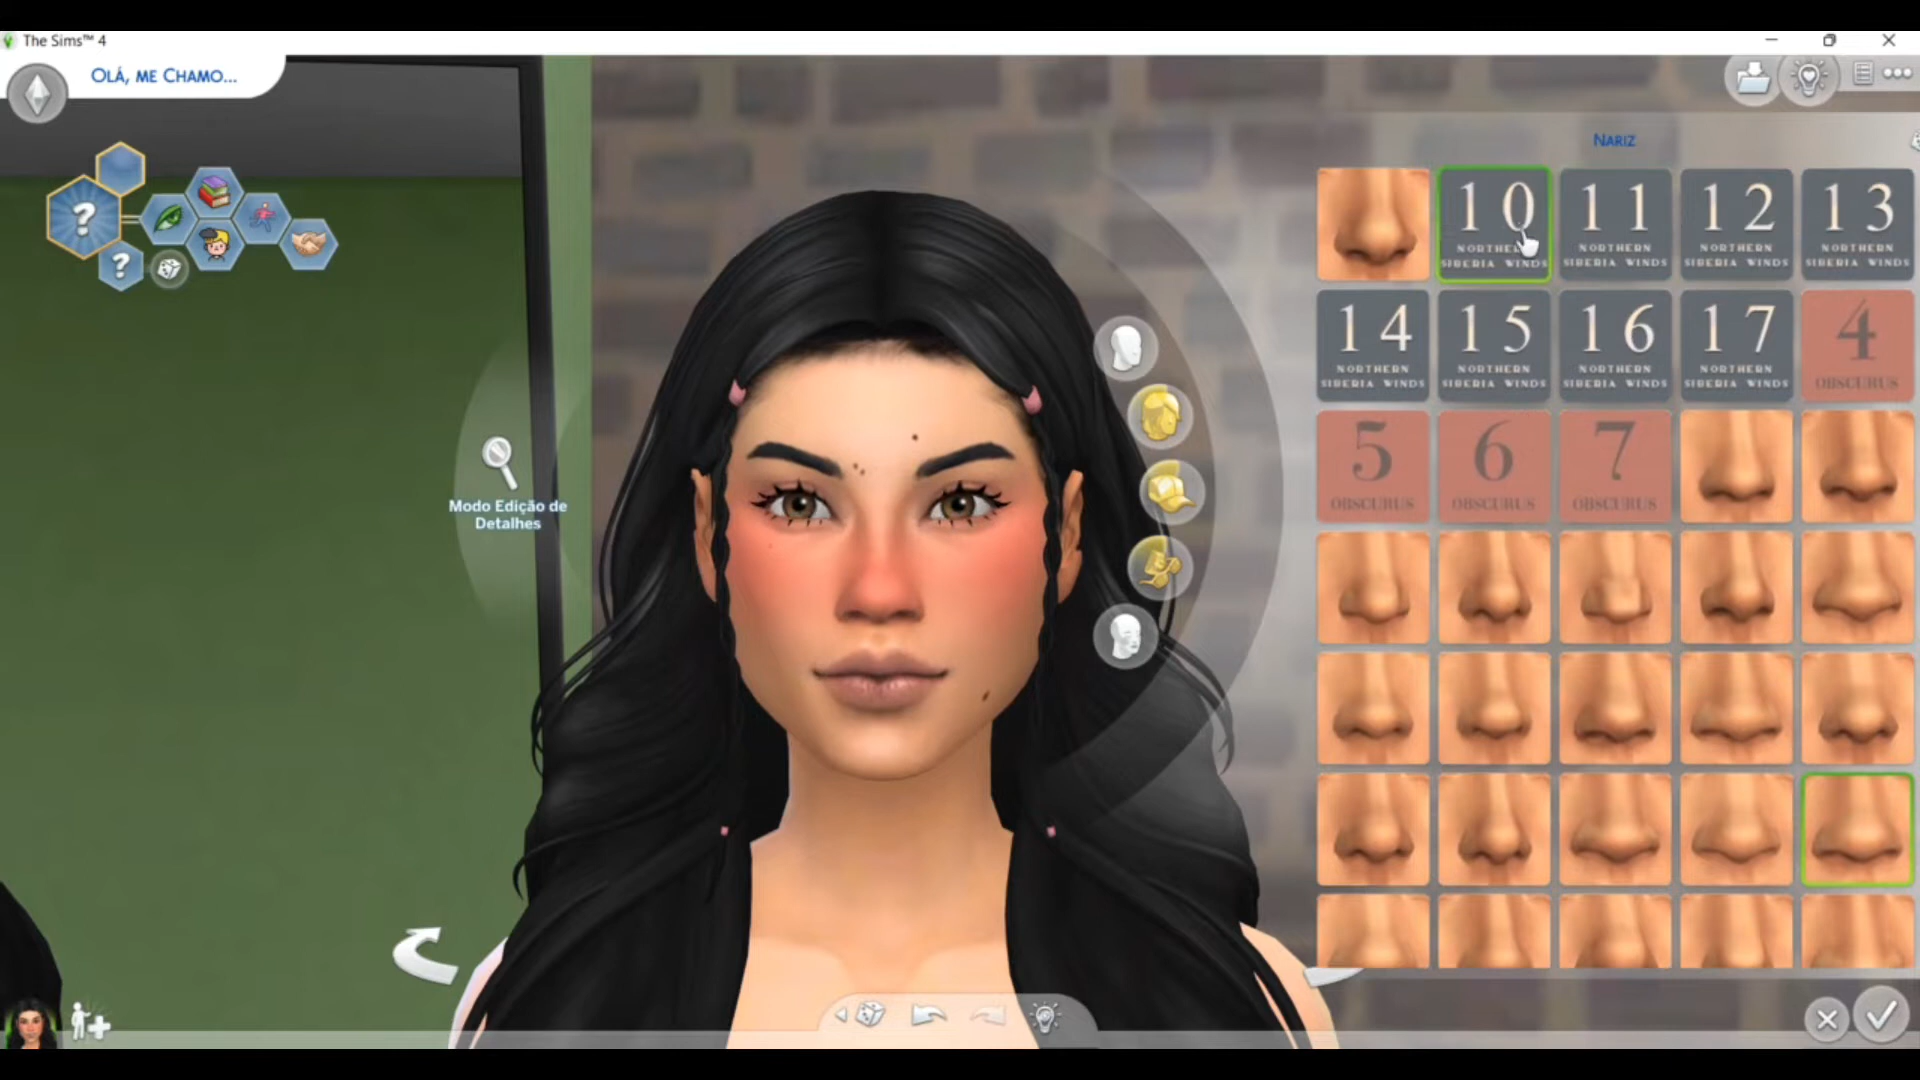 The Sims™ 4
OLÁ, ME CHAMO...
NARIZ
10
NORTHERN
SIBERIA WINDS
11
NORTHERN
SIBERIA WINDS
12
NORTHERN
SIBERIA WINDS
13
NORTHERN
SIBERIA WINDS
14
NORTHERN
SIBERIA WINDS
15
NORTHERN
SIBERIA WINDS
16
NORTHERN
SIBERIA WINDS
17
NORTHERN
SIBERIA WINDS
4
OBSCURUS
5
OBSCURUS
6
OBSCURUS
7
OBSCURUS
Modo Edição de
Detalhes